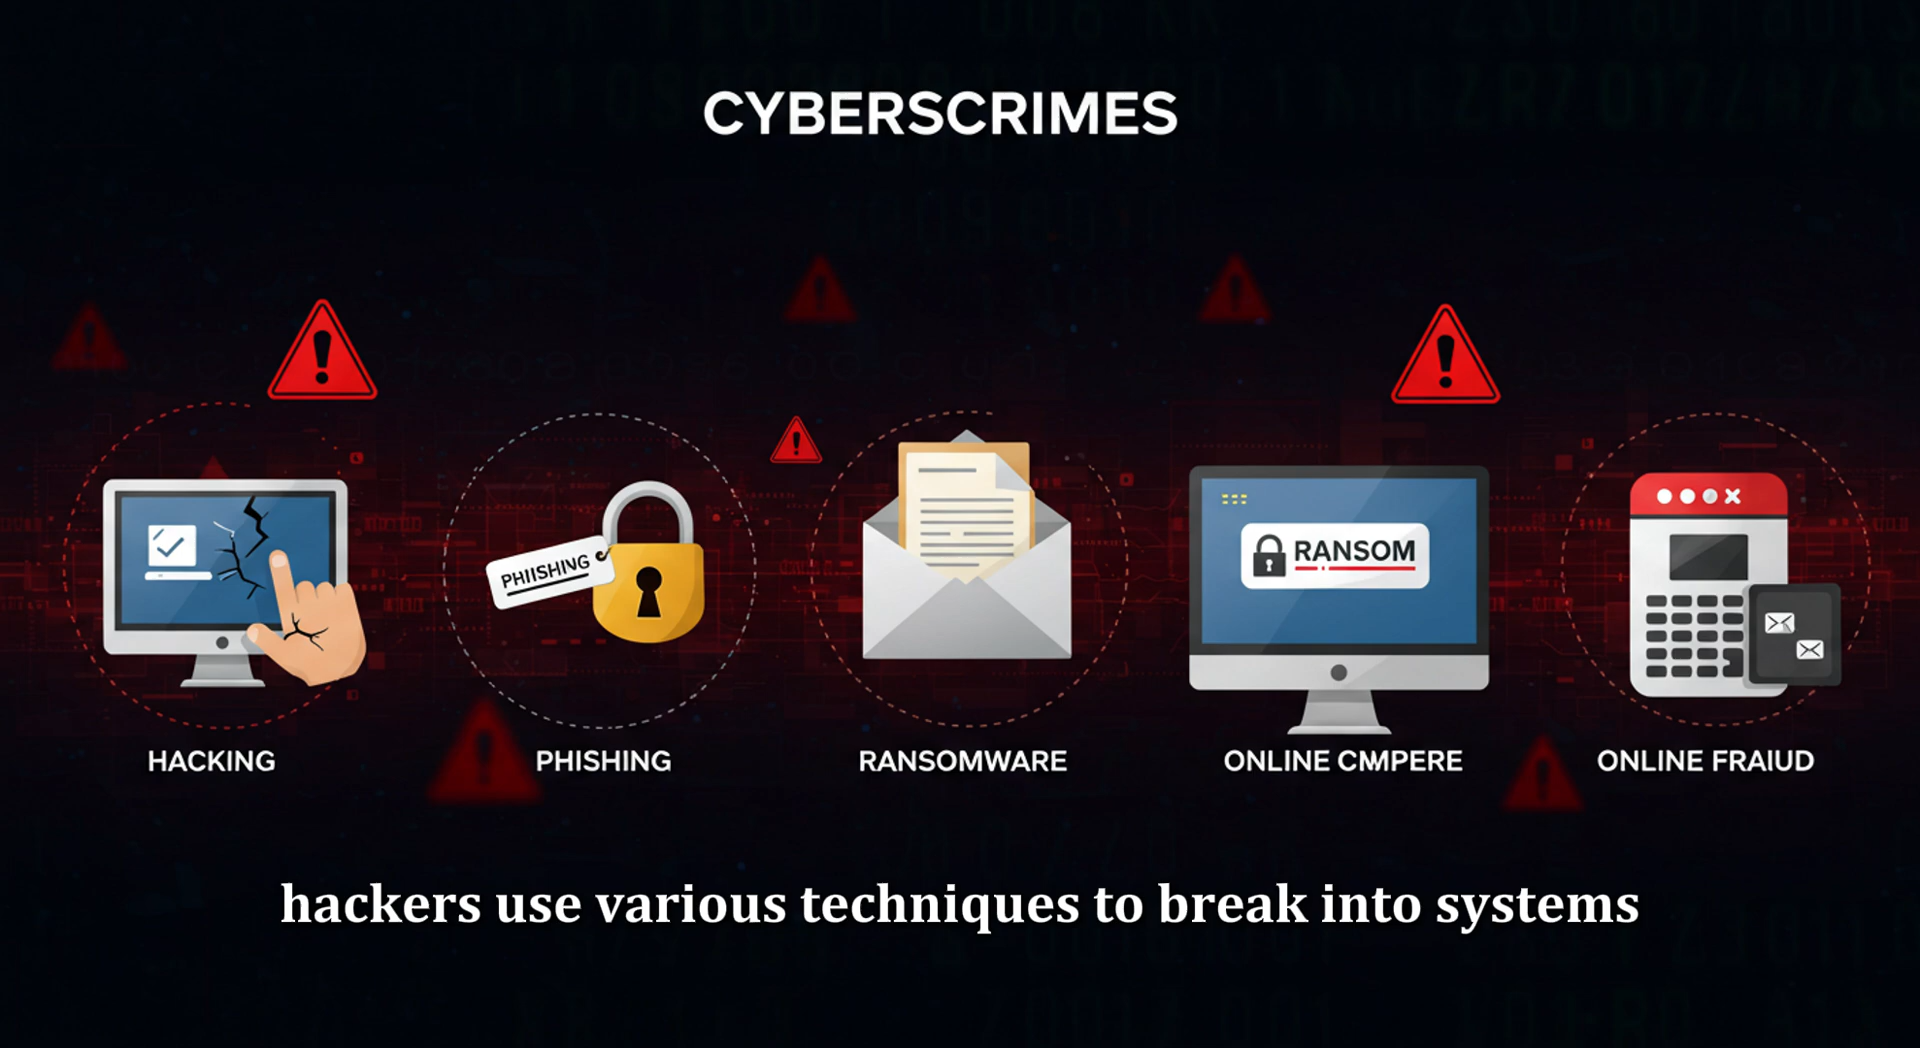 CYBERSCRIMES
PHIISHING
RANSOM
HACKING
PHISHING
RANSOMWARE
ONLINE CMPERE
ONLINE FRAIUD
hackers use various techniques to break into systems